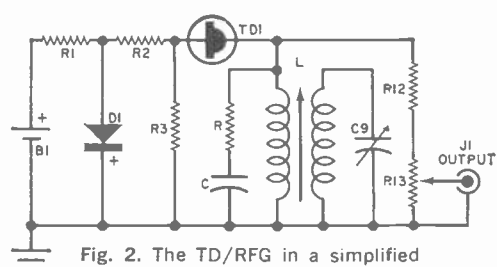 TD1
R1
R2
L
R12
D1
R3
R
C9
J1
OUTPUT
+
B1
+
C
R13
Fig. 2. The TD/RFG in a simplified